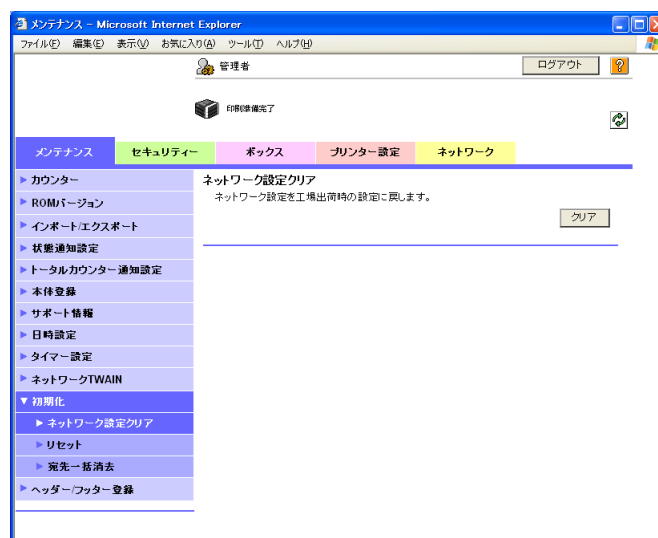 メンテナンス - Microsoft Internet Explorer
ファイル(F) 編集(E) 表示(V) お気に入り(A) ツール(T) ヘルプ(H)
管理者
ログアウト
?
印刷準備完了
メンテナンス
セキュリティー
ボックス
プリンター設定
ネットワーク
カウンター
ROMバージョン
インポート/エクスポート
状態通知設定
トータルカウンター通知設定
本体登録
サポート情報
日時設定
タイマー設定
ネットワークTWAIN
初期化
ネットワーク設定クリア
リセット
宛先一括消去
ヘッダー/フッター登録
ネットワーク設定クリア
ネットワーク設定を工場出荷時の設定に戻します。
クリア